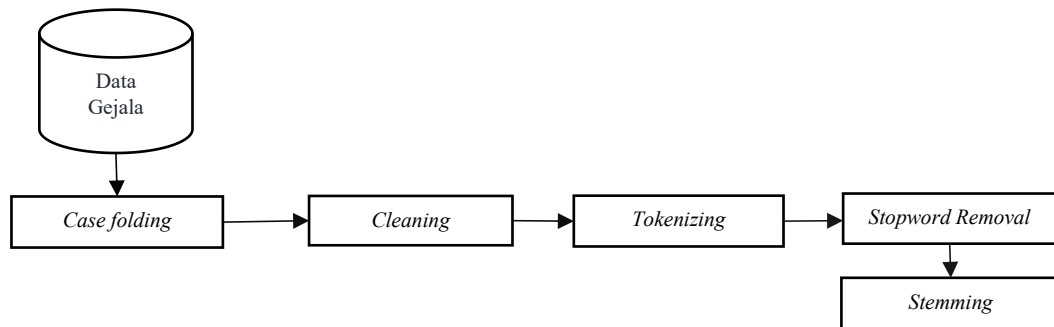 Data
Gejala
Case folding
Cleaning
Tokenizing
Stopword Removal
Stemming